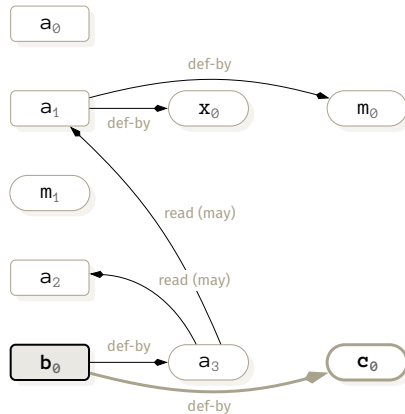 a₀
def-by
a₁
x₀
m₀
def-by
m₁
read (may)
read (may)
a₂
def-by
b₀
a₃
c₀
def-by